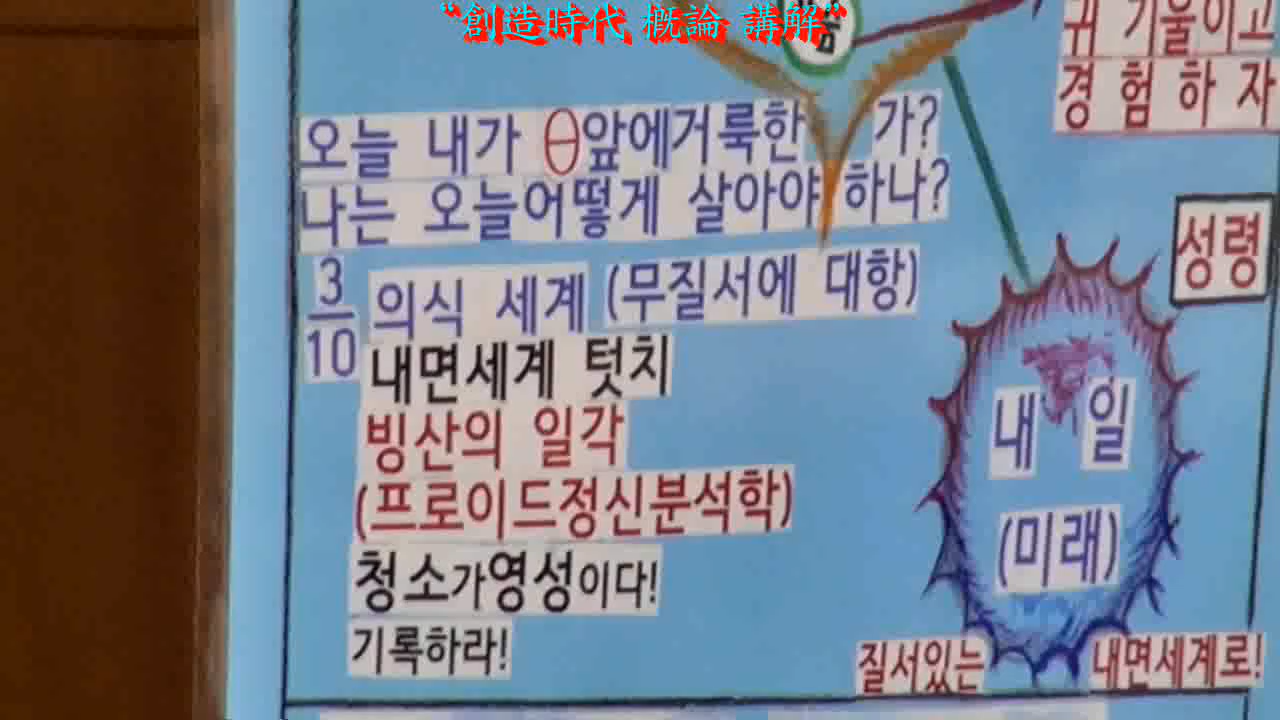 “創造時代 概論 講解”
귀 기울이고
경 험 하 자
오늘 내가 θ앞에거룩한 가?
나는 오늘어떻게 살아야 하나?
성령
3/10 의식 세계 (무질서에 대항)
내면세계 텃치
빙산의 일각
(프로이드정신분석학)
청소가영성이다!
기록하라!
내 일
(미래)
질서있는 내면세계로!